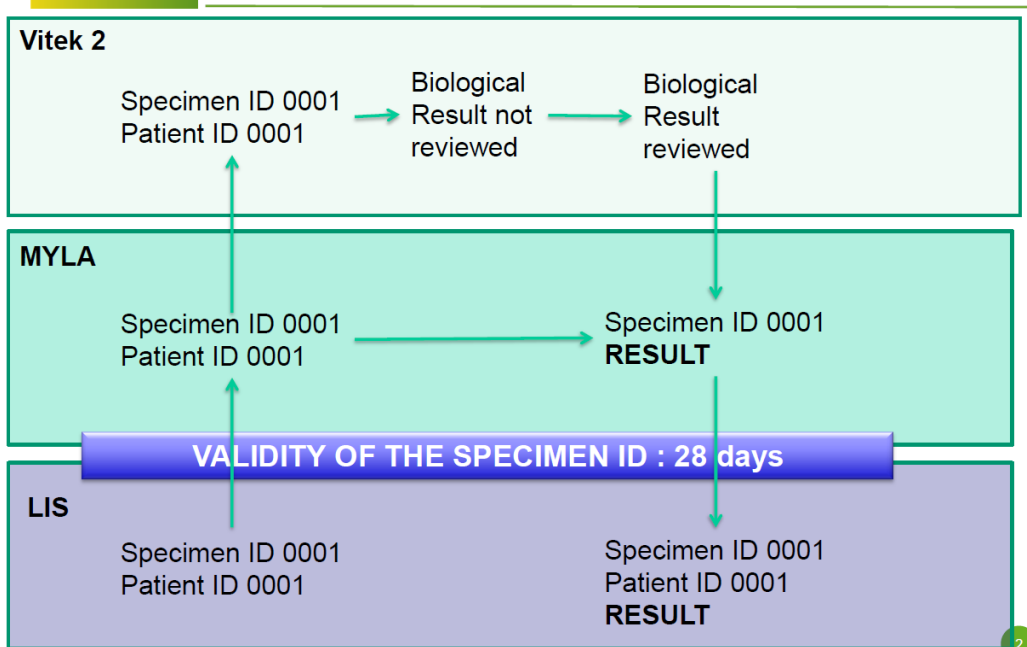 Vitek 2
Specimen ID 0001
Patient ID 0001
Biological
Result not
reviewed
Biological
Result
reviewed
MYLA
Specimen ID 0001
Patient ID 0001
Specimen ID 0001
RESULT
VALIDITY OF THE SPECIMEN ID : 28 days
LIS
Specimen ID 0001
Patient ID 0001
Specimen ID 0001
Patient ID 0001
RESULT
2